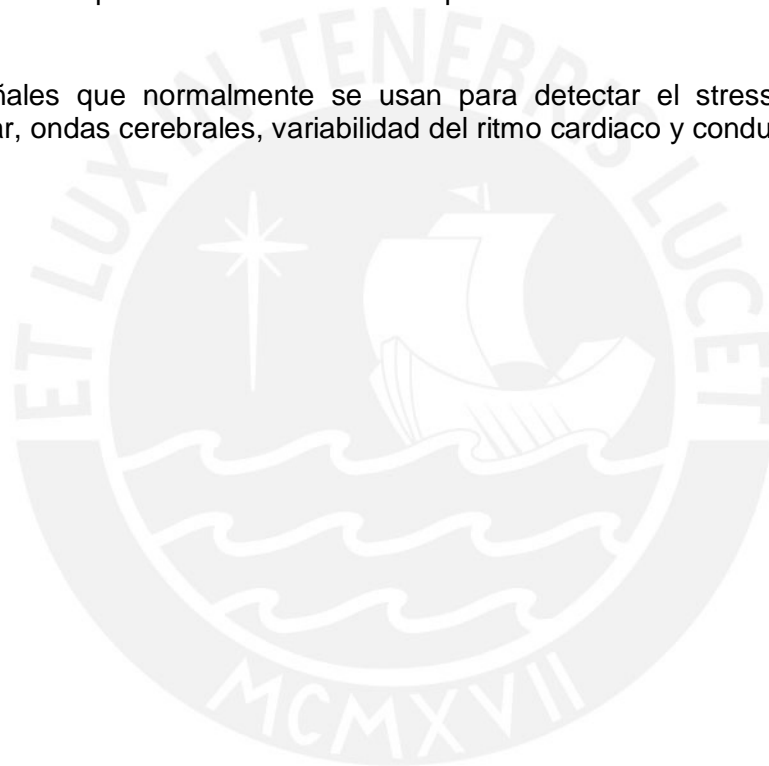 ñales que normalmente se usan para detectar el stress
ar, ondas cerebrales, variabilidad del ritmo cardiaco y condu
ET LUX IN TENEBRIS LUCET
MCMXVII